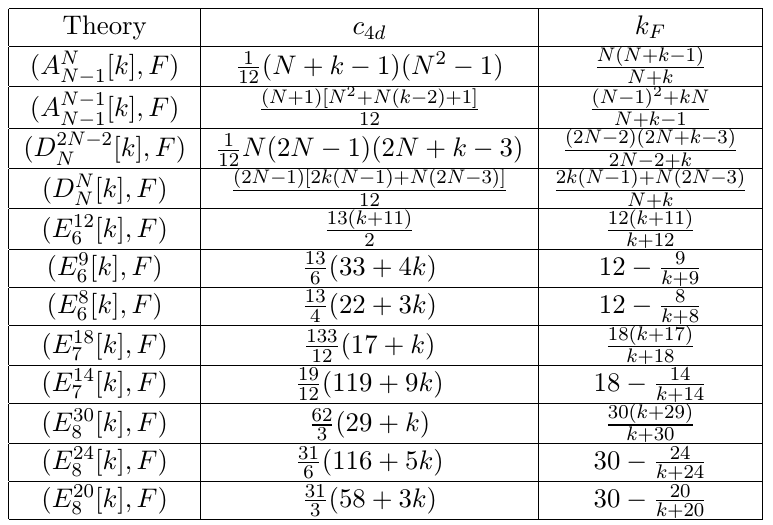 Theory c_{4d} k_F
(A_{N-1}^{N}[k], F) \frac{1}{12}(N + k - 1)(N^2 - 1) \frac{N(N+k-1)}{N+k}
(A_{N-1}^{N-1}[k], F) \frac{(N+1)[N^2+N(k-2)+1]}{12} \frac{(N-1)^2+kN}{N+k-1}
(D_N^{2N-2}[k], F) \frac{1}{12}N(2N - 1)(2N + k - 3) \frac{(2N-2)(2N+k-3)}{2N-2+k}
(D_N^N[k], F) \frac{(2N-1)[2k(N-1)+N(2N-3)]}{12} \frac{2k(N-1)+N(2N-3)}{N+k}
(E_6^{12}[k], F) \frac{13(k+11)}{2} \frac{12(k+11)}{k+12}
(E_6^9[k], F) \frac{13}{6}(33 + 4k) 12 - \frac{9}{k+9}
(E_6^8[k], F) \frac{13}{4}(22 + 3k) 12 - \frac{8}{k+8}
(E_7^{18}[k], F) \frac{133}{12}(17 + k) \frac{18(k+17)}{k+18}
(E_7^{14}[k], F) \frac{19}{12}(119 + 9k) 18 - \frac{14}{k+14}
(E_8^{30}[k], F) \frac{62}{3}(29 + k) \frac{30(k+29)}{k+30}
(E_8^{24}[k], F) \frac{31}{6}(116 + 5k) 30 - \frac{24}{k+24}
(E_8^{20}[k], F) \frac{31}{3}(58 + 3k) 30 - \frac{20}{k+20}